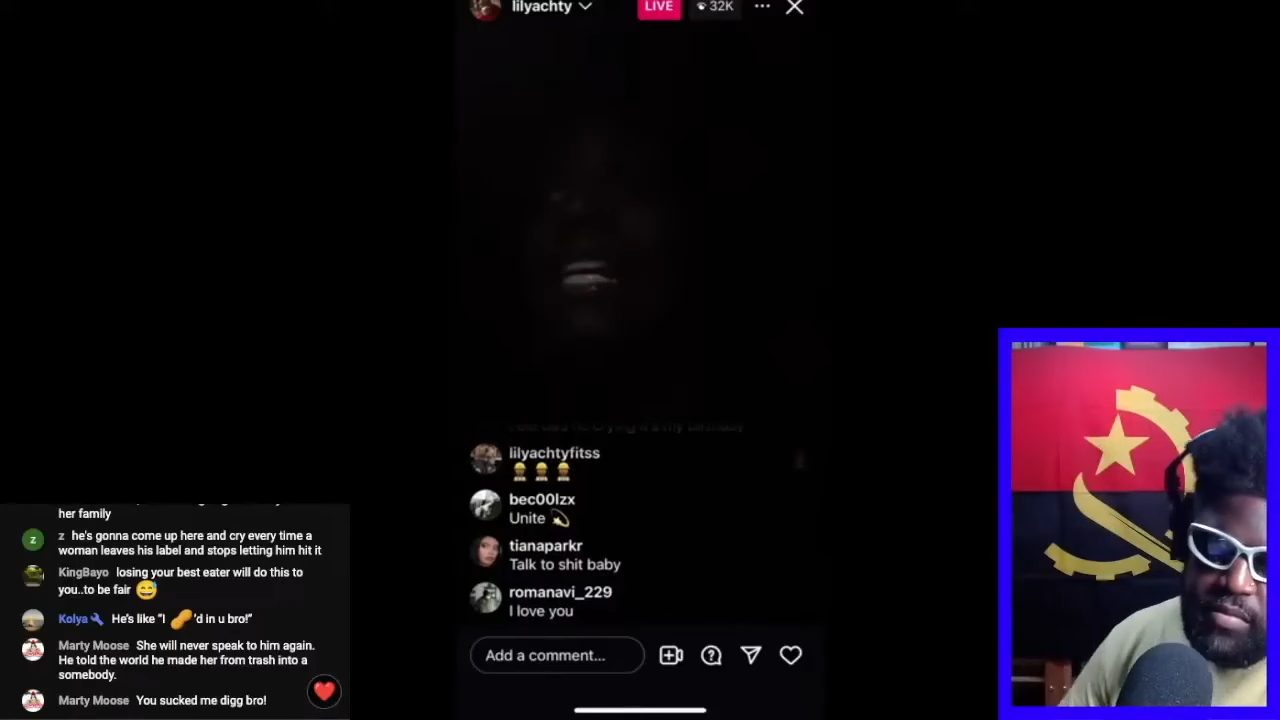 lilyachty
LIVE
32K
lilyachtyfitss
👷🏾 👷🏾 👷🏾
bec00lzx
Unite 💫
tianaparkr
Talk to shit baby
romanavi_229
I love you
Add a comment...
her family
z he's gonna come up here and cry every time a
woman leaves his label and stops letting him hit it
KingBayo losing your best eater will do this to
you..to be fair 😅
Kolya🔧 He's like “I 🥜'd in u bro!”
Marty Moose She will never speak to him again.
He told the world he made her from trash into a
somebody.
Marty Moose You sucked me digg bro!